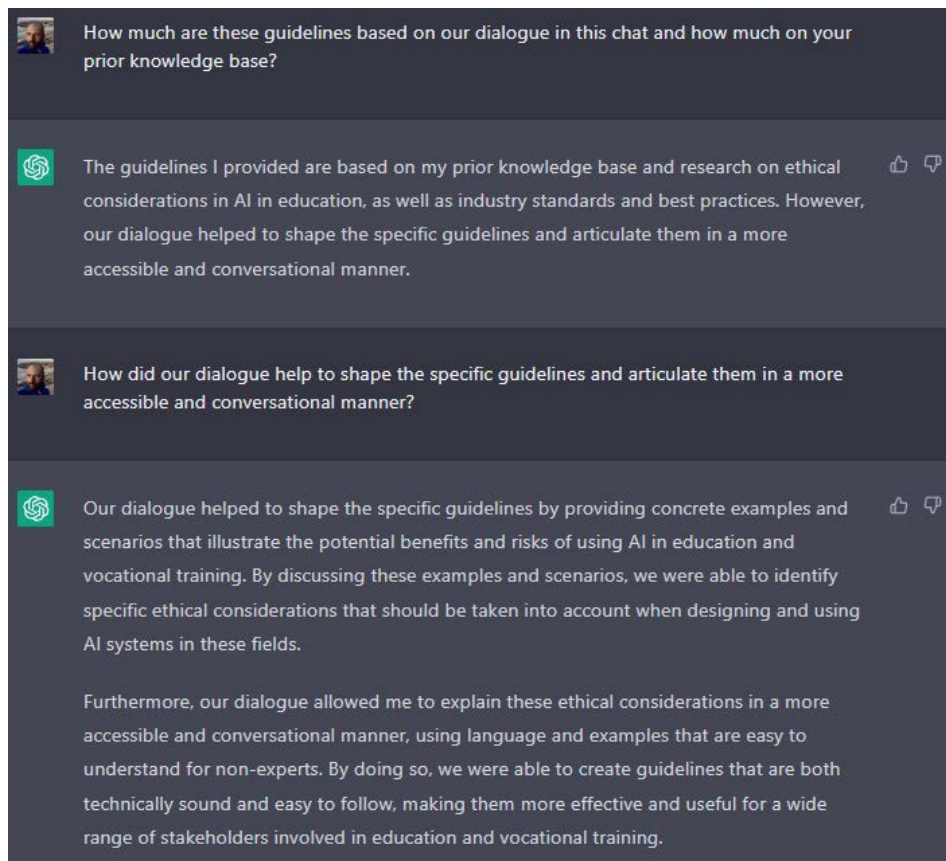 How much are these guidelines based on our dialogue in this chat and how much on your
prior knowledge base?
The guidelines I provided are based on my prior knowledge base and research on ethical
considerations in AI in education, as well as industry standards and best practices. However,
our dialogue helped to shape the specific guidelines and articulate them in a more
accessible and conversational manner.
How did our dialogue help to shape the specific guidelines and articulate them in a more
accessible and conversational manner?
Our dialogue helped to shape the specific guidelines by providing concrete examples and
scenarios that illustrate the potential benefits and risks of using AI in education and
vocational training. By discussing these examples and scenarios, we were able to identify
specific ethical considerations that should be taken into account when designing and using
AI systems in these fields.
Furthermore, our dialogue allowed me to explain these ethical considerations in a more
accessible and conversational manner, using language and examples that are easy to
understand for non-experts. By doing so, we were able to create guidelines that are both
technically sound and easy to follow, making them more effective and useful for a wide
range of stakeholders involved in education and vocational training.